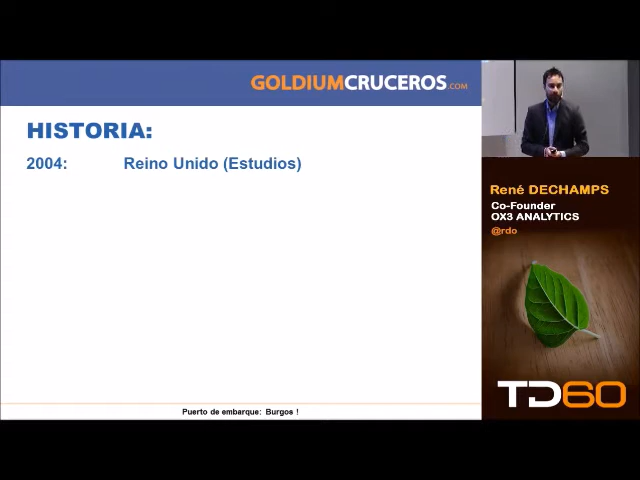 GOLDIUMCRUCEROS.COM
HISTORIA:
2004: Reino Unido (Estudios)
Puerto de embarque: Burgos !
René DECHAMPS
Co-Founder
OX3 ANALYTICS
@rdo
TD60